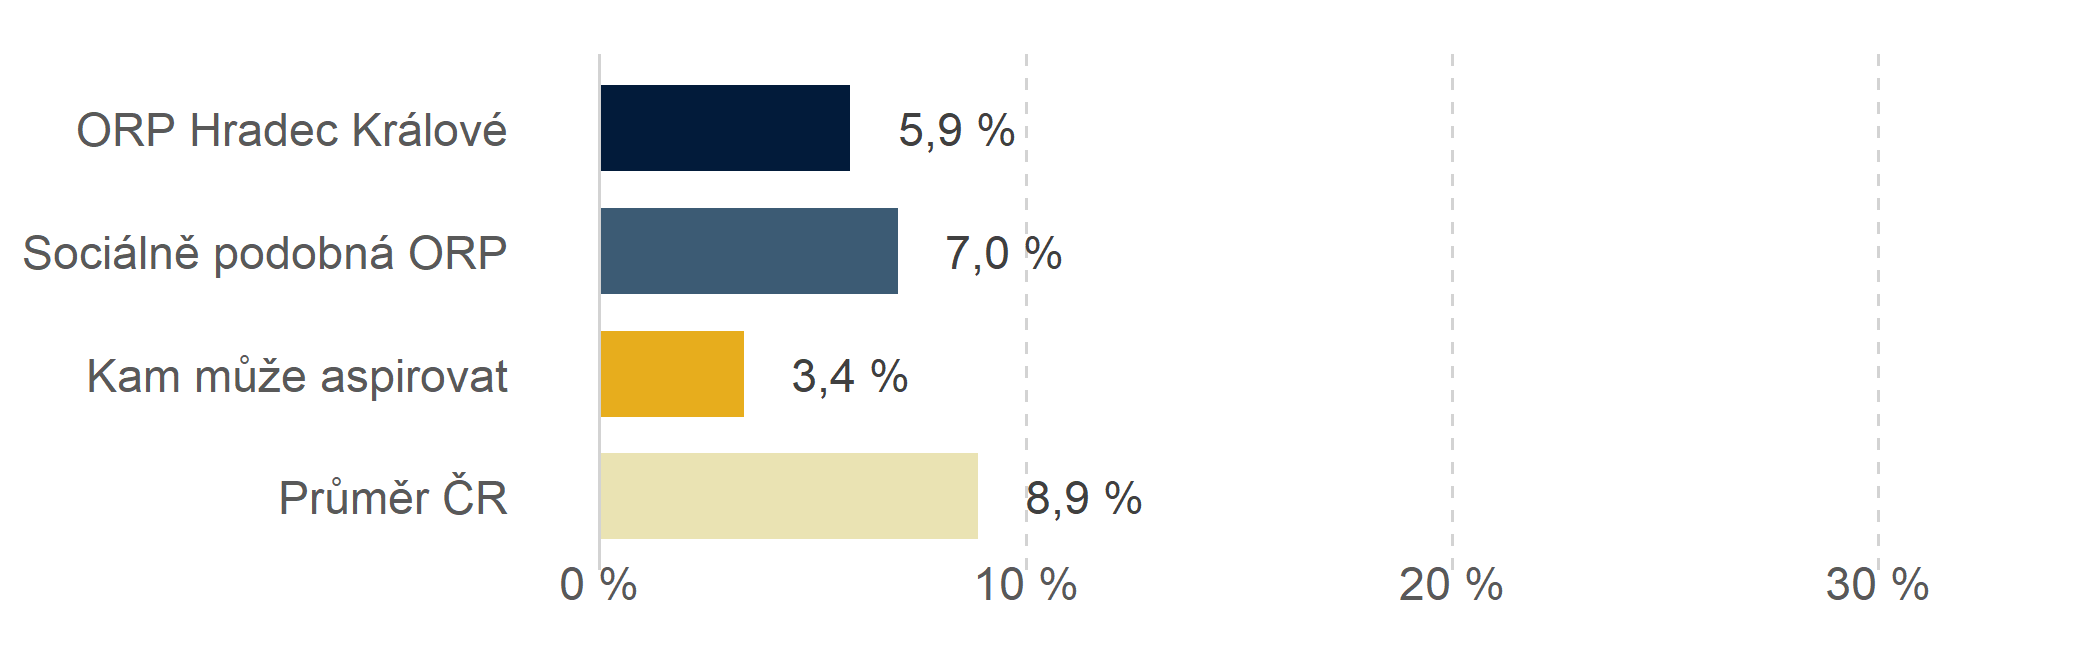 ORP Hradec Králové 5,9 %
Sociálně podobná ORP 7,0 %
Kam může aspirovat 3,4 %
Průměr ČR 8,9 %
0 % 10 % 20 % 30 %